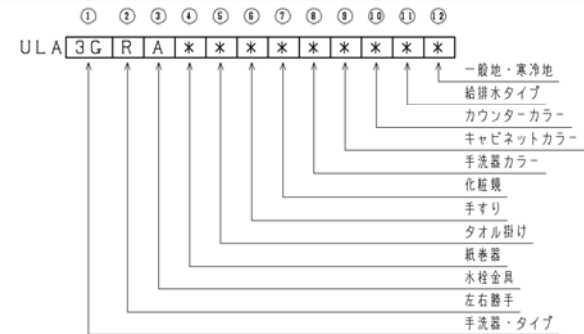 ① ② ③ ④ ⑤ ⑥ ⑦ ⑧ ⑨ ⑩ ⑪ ⑫
ULA 3G R A * * * * * * * * *
一般地・寒冷地
給排水タイプ
カウンターカラー
キャビネットカラー
手洗器カラー
化粧鏡
手すり
タオル掛け
紙巻器
水栓金具
左右勝手
手洗器・タイプ